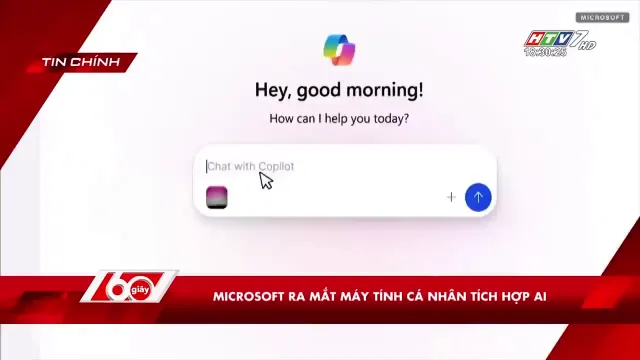 MICROSOFT
HTV7 HD
18:30:25
TIN CHÍNH
Hey, good morning!
How can I help you today?
Chat with Copilot
60 giây
MICROSOFT RA MẮT MÁY TÍNH CÁ NHÂN TÍCH HỢP AI